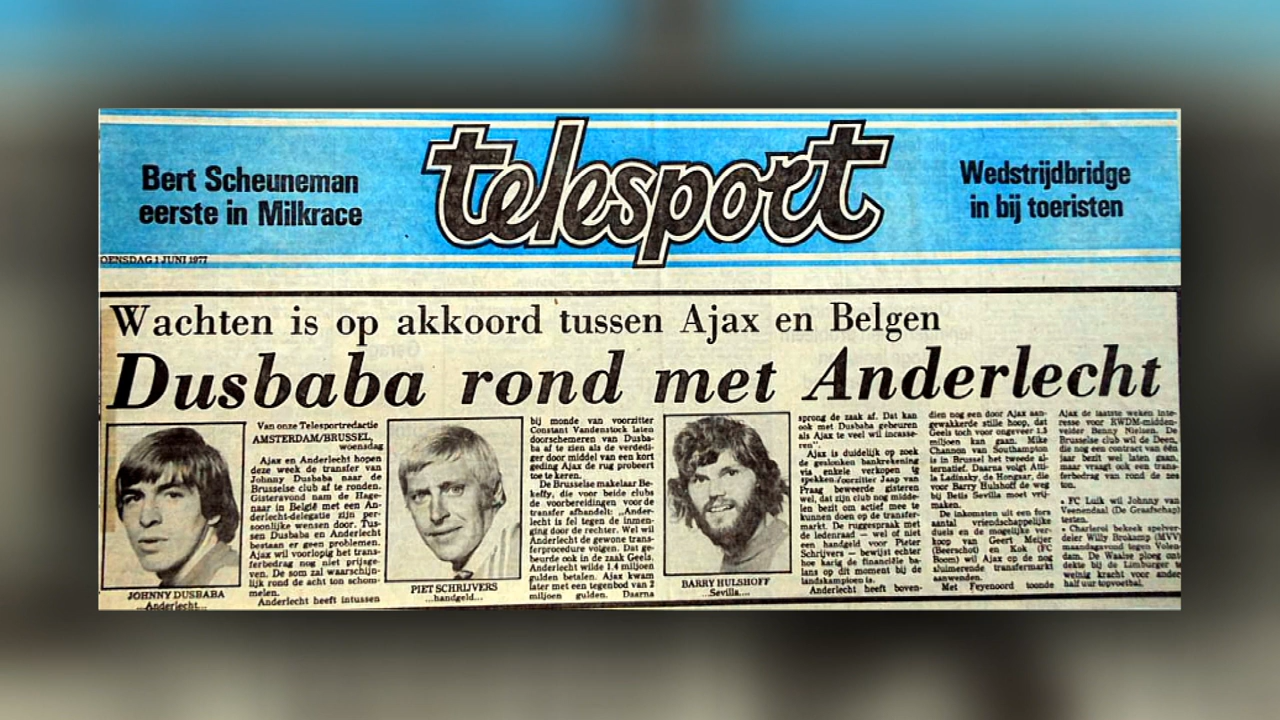 Bert Scheuneman
eerste in Milkrace
telesport
Wedstrijdbridge
in bij toeristen
OENSDAG 1 JUNI 1977
Wachten is op akkoord tussen Ajax en Belgen
Dusbaba rond met Anderlecht
JOHNNY DUSBABA
...Anderlecht...
Van onze Telesportredactie
AMSTERDAM/BRUSSEL,
woensdag
Ajax en Anderlecht hopen
deze week de transfer van
Johnny Dusbaba naar de
Brusselse club af te ronden.
Gisteravond nam de Hage-
naar in België met een An-
derlecht-delegatie zijn per-
soonlijke wensen door. Tus-
sen Dusbaba en Anderlecht
bestaan er geen problemen.
Ajax wil voorlopig het trans-
ferbedrag nog niet prijsge-
ven. De som zal waarschijn-
lijk rond de acht ton schom-
melen.
Anderlecht heeft intussen
PIET SCHRIJVERS
...handgeld...
bij monde van voorzitter
Constant Vandenstock laten
doorschemeren van Dusba-
ba af te zien als de verdedi-
ger door middel van een kort
geding Ajax de rug probeert
toe te keren.
De Brusselse makelaar Be-
keffy, die voor beide clubs
de voorbereidingen voor de
transfer afhandelt: „Ander-
lecht is fel tegen de inmen-
ging door de rechter. Wel wil
Anderlecht de gewone trans-
ferprocedure volgen. Dat ge-
beurde ook in de zaak Geels.
Anderlecht wilde 1.4 miljoen
gulden betalen. Ajax kwam
later met een tegenbod van 2
miljoen gulden. Daarna
BARRY HULSHOFF
...Sevilla....
sprong de zaak af. Dat kan
ook met Dusbaba gebeuren
als Ajax te veel wil incasse-
ren".
Ajax is duidelijk op zoek
de geslonken bankrekening
via enkele verkopen te
spekken. Voorzitter Jaap van
Praag beweerde gisteren
wel, dat zijn club nog midde-
len bezit om actief mee te
kunnen doen op de transfer-
markt. De ruggespraak met
de ledenraad — wel of niet
een handgeld voor Pieter
Schrijvers — bewijst echter
hoe karig de financiële ba-
lans op dit moment bij de
landskampioen is.
Anderlecht heeft boven-
dien nog een door Ajax aan-
gewakkerde stille hoop, dat
Geels toch voor ongeveer 1.5
miljoen kan gaan. Mike
Channon van Southampton
is in Brussel het tweede al-
ternatief. Daarna volgt Atti-
la Ladinsky, de Hongaar, die
voor Barry Hulshoff de weg
bij Betis Sevilla moet vrij-
maken.
De inkomsten uit een fors
aantal vriendschappelijke
duels en de mogelijke ver-
koop van Geert Meijer
(Beerschot) en Kok (FC
Boom) wil Ajax op de nog
sluimerende transfermarkt
aanwenden.
Met Feyenoord toonde
Ajax de laatste weken inte-
resse voor RWDM-midden-
velder Benny Nielsen. De
Brusselse club wil de Deen,
die nog een contract van één
jaar bezit wel laten gaan,
maar vraagt ook een trans-
ferbedrag van rond de zes
ton.
• FC Luik wil Johnny van
Veenendaal (De Graafschap)
testen.
• Charleroi bekeek spelver-
deler Willy Brokamp (MVV)
maandagavond tegen Volen-
dam. De Waalse ploeg ont-
dekte bij de Limburger te
weinig kracht voor ander-
half uur topvoetbal.